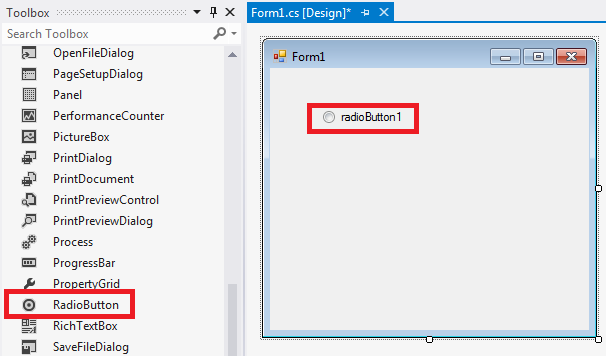 Toolbox
Search Toolbox
OpenFileDialog
PageSetupDialog
Panel
PerformanceCounter
PictureBox
PrintDialog
PrintDocument
PrintPreviewControl
PrintPreviewDialog
Process
ProgressBar
PropertyGrid
RadioButton
RichTextBox
SaveFileDialog
Form1.cs [Design]*
Form1
radioButton1